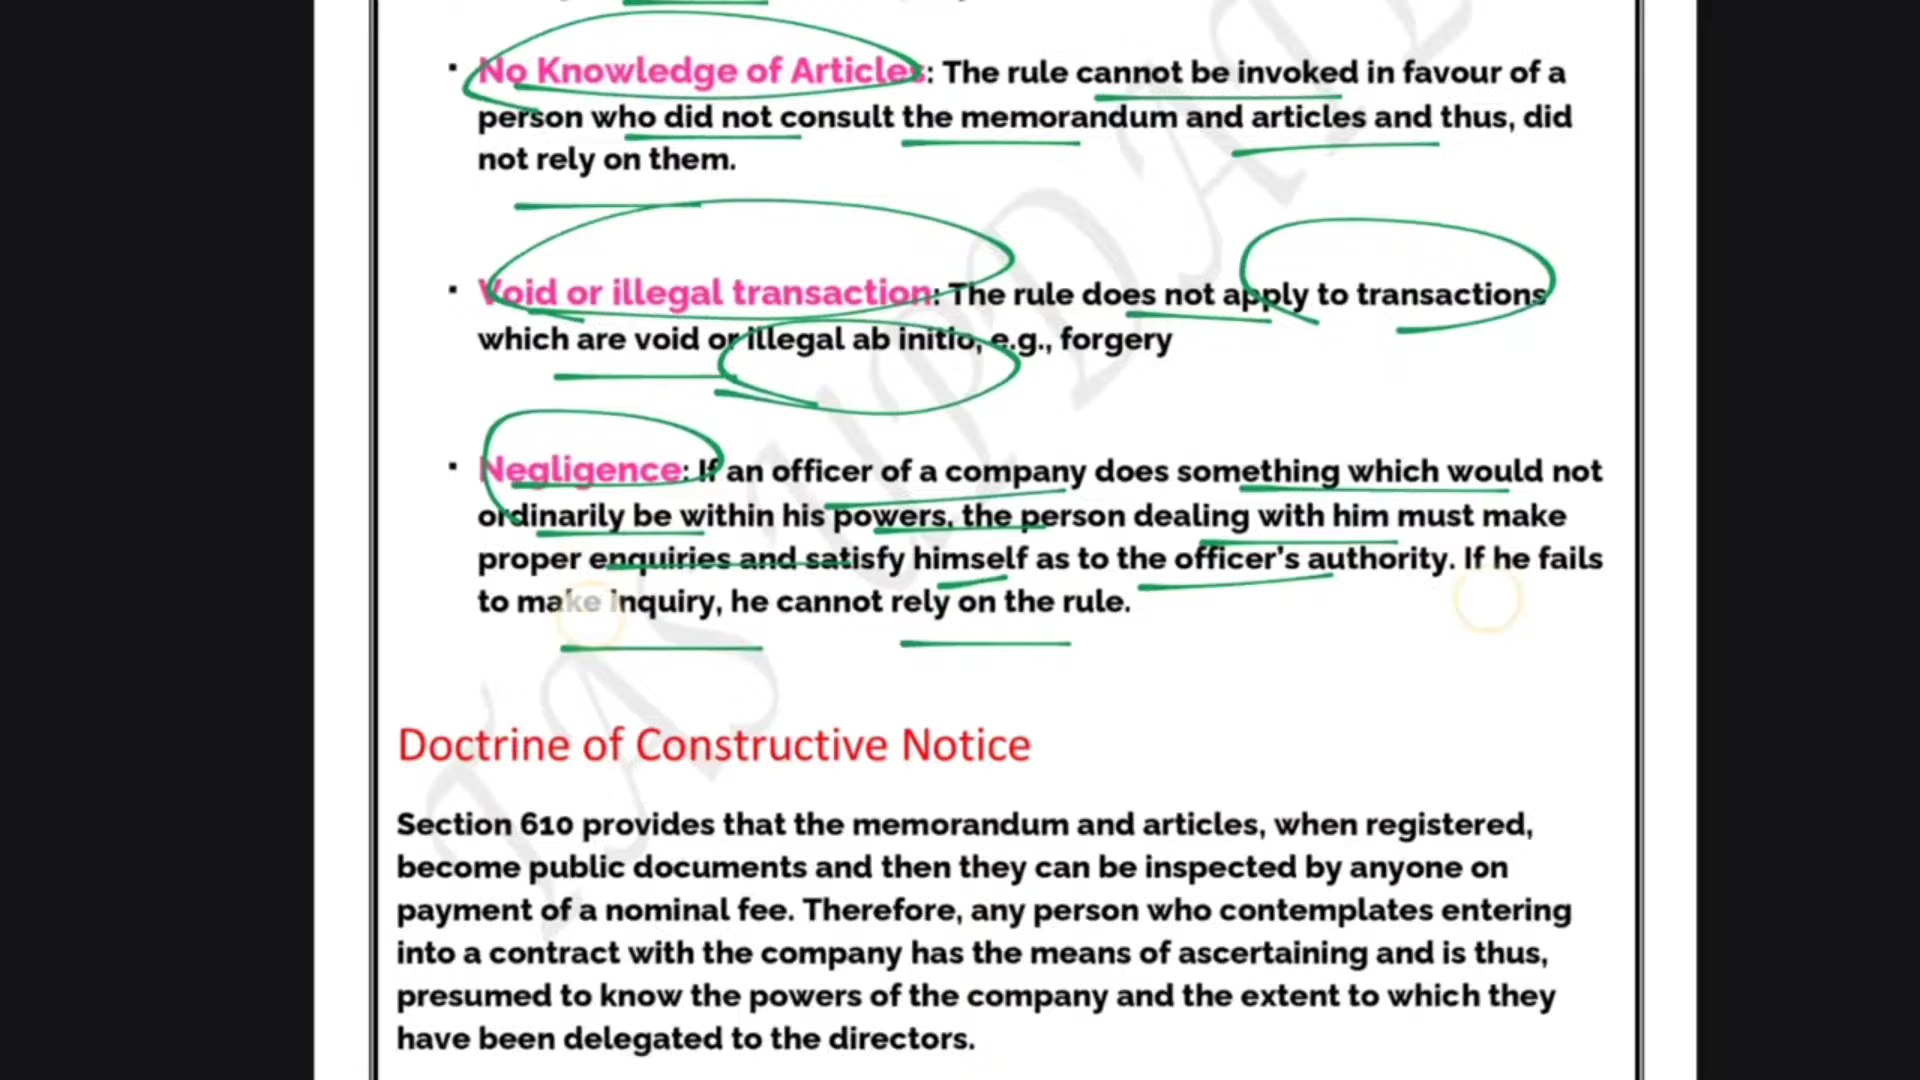 No Knowledge of Articles: The rule cannot be invoked in favour of a
person who did not consult the memorandum and articles and thus, did
not rely on them.
Void or illegal transaction: The rule does not apply to transactions
which are void or illegal ab initio, e.g., forgery
Negligence: If an officer of a company does something which would not
ordinarily be within his powers, the person dealing with him must make
proper enquiries and satisfy himself as to the officer's authority. If he fails
to make inquiry, he cannot rely on the rule.
Doctrine of Constructive Notice
Section 610 provides that the memorandum and articles, when registered,
become public documents and then they can be inspected by anyone on
payment of a nominal fee. Therefore, any person who contemplates entering
into a contract with the company has the means of ascertaining and is thus,
presumed to know the powers of the company and the extent to which they
have been delegated to the directors.